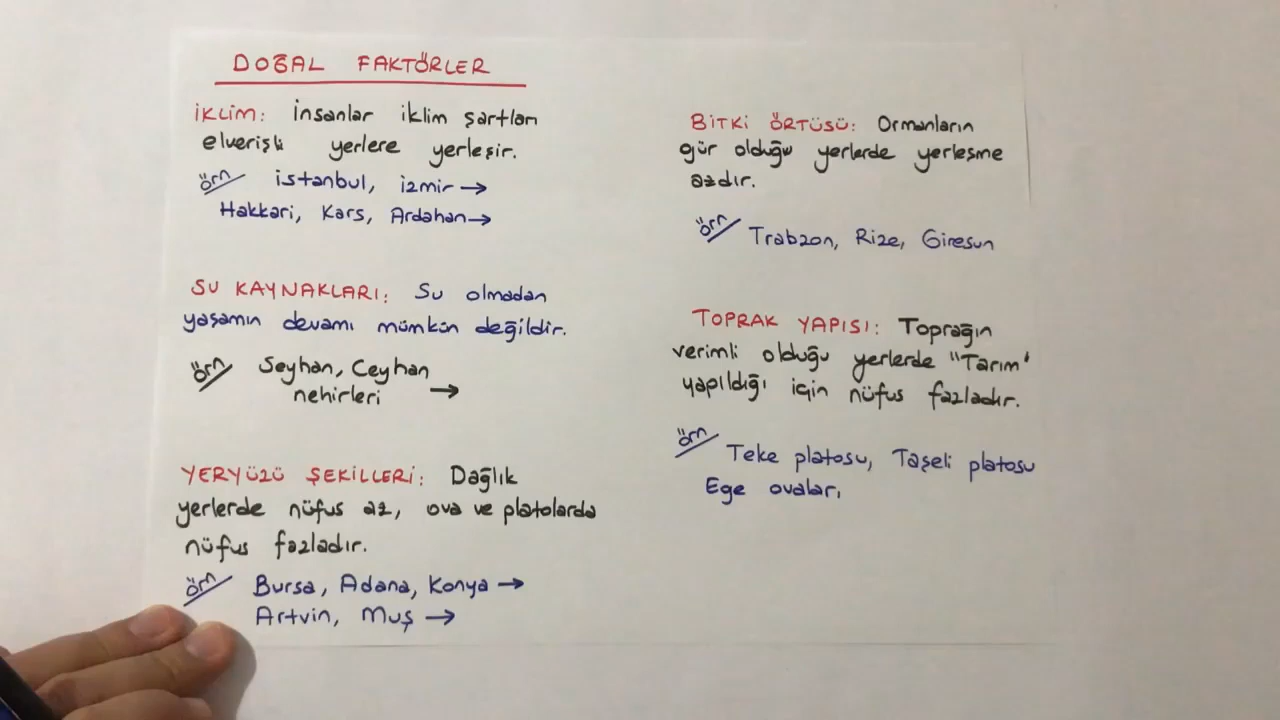 DOĞAL FAKTÖRLER
İKLİM: İnsanlar iklim şartları
elverişli yerlere yerleşir.
örn İstanbul, İzmir →
Hakkari, Kars, Ardahan →
SU KAYNAKLARI: Su olmadan
yaşamın devamı mümkün değildir.
örn Seyhan, Ceyhan
nehirleri →
YERYÜZÜ ŞEKİLLERİ: Dağlık
yerlerde nüfus az, ova ve platolarda
nüfus fazladır.
örn Bursa, Adana, Konya →
Artvin, Muş →
BİTKİ ÖRTÜSÜ: Ormanların
gür olduğu yerlerde yerleşme
azdır.
örn Trabzon, Rize, Giresun
TOPRAK YAPISI: Toprağın
verimli olduğu yerlerde "Tarım"
yapıldığı için nüfus fazladır.
örn Teke platosu, Taşeli platosu
Ege ovaları